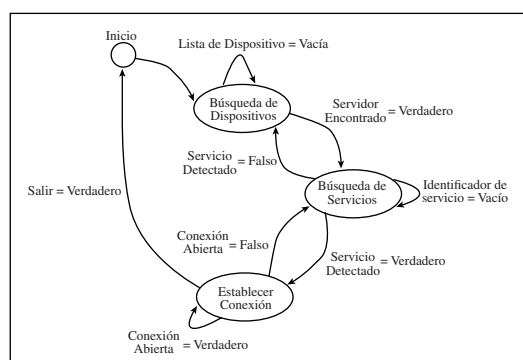 Inicio
Lista de Dispositivo = Vacía
Búsqueda de
Dispositivos
Servidor
Encontrado = Verdadero
Servicio
Detectado = Falso
Búsqueda de
Servicios
Identificador de
servicio = Vacío
Salir = Verdadero
Conexión
Abierta = Falso
Servicio
Detectado = Verdadero
Establecer
Conexión
Conexión
Abierta = Verdadero